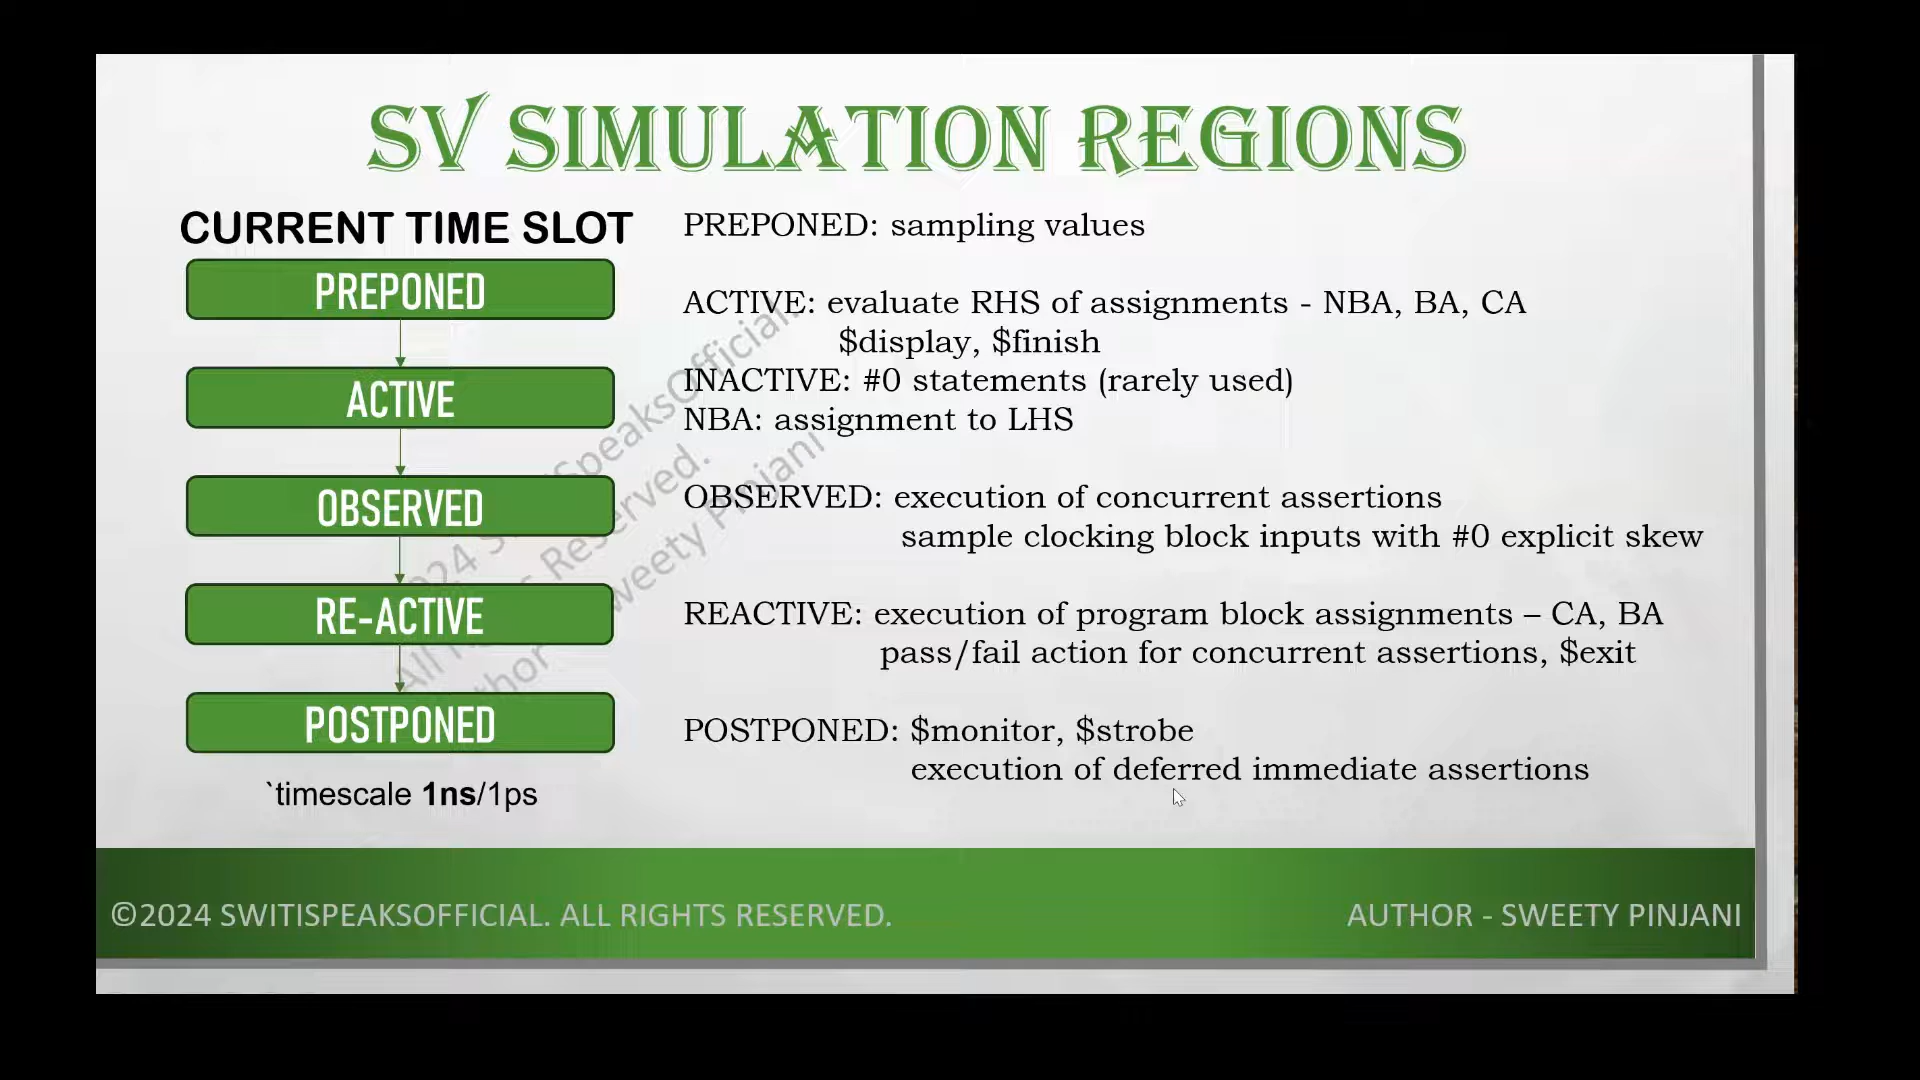 SV SIMULATION REGIONS
CURRENT TIME SLOT
PREPONED
ACTIVE
OBSERVED
RE-ACTIVE
POSTPONED
`timescale 1ns/1ps
PREPONED: sampling values
ACTIVE: evaluate RHS of assignments - NBA, BA, CA
$display, $finish
INACTIVE: #0 statements (rarely used)
NBA: assignment to LHS
OBSERVED: execution of concurrent assertions
sample clocking block inputs with #0 explicit skew
REACTIVE: execution of program block assignments – CA, BA
pass/fail action for concurrent assertions, $exit
POSTPONED: $monitor, $strobe
execution of deferred immediate assertions
©2024 SWITISPEAKSOFFICIAL. ALL RIGHTS RESERVED.
AUTHOR - SWEETY PINJANI